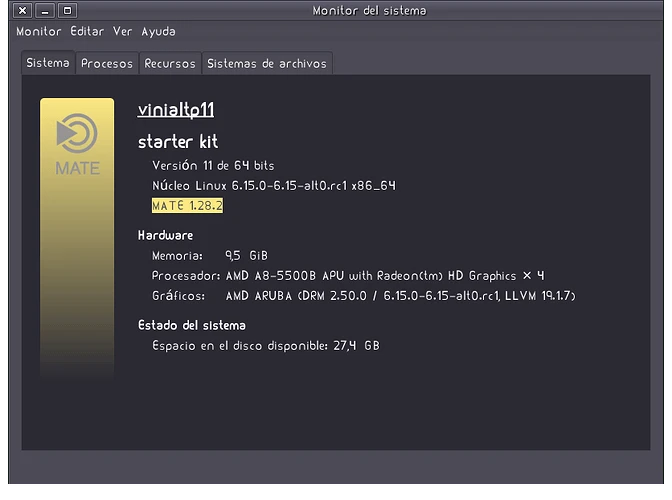 Monitor del sistema
Monitor Editar Ver Ayuda
Sistema Procesos Recursos Sistemas de archivos
MATE
vinialtp11
starter kit
Versión 11 de 64 bits
Núcleo Linux 6.15.0-6.15-alt0.rc1 x86_64
MATE 1.28.2
Hardware
Memoria: 9,5 GiB
Procesador: AMD A8-5500B APU with Radeon(tm) HD Graphics × 4
Gráficos: AMD ARUBA (DRM 2.50.0 / 6.15.0-6.15-alt0.rc1, LLVM 19.1.7)
Estado del sistema
Espacio en el disco disponible: 27,4 GB